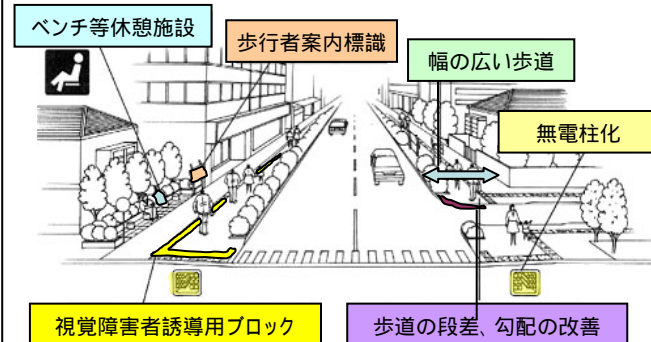 ベンチ等休憩施設
歩行者案内標識
幅の広い歩道
無電柱化
視覚障害者誘導用ブロック
歩道の段差、勾配の改善